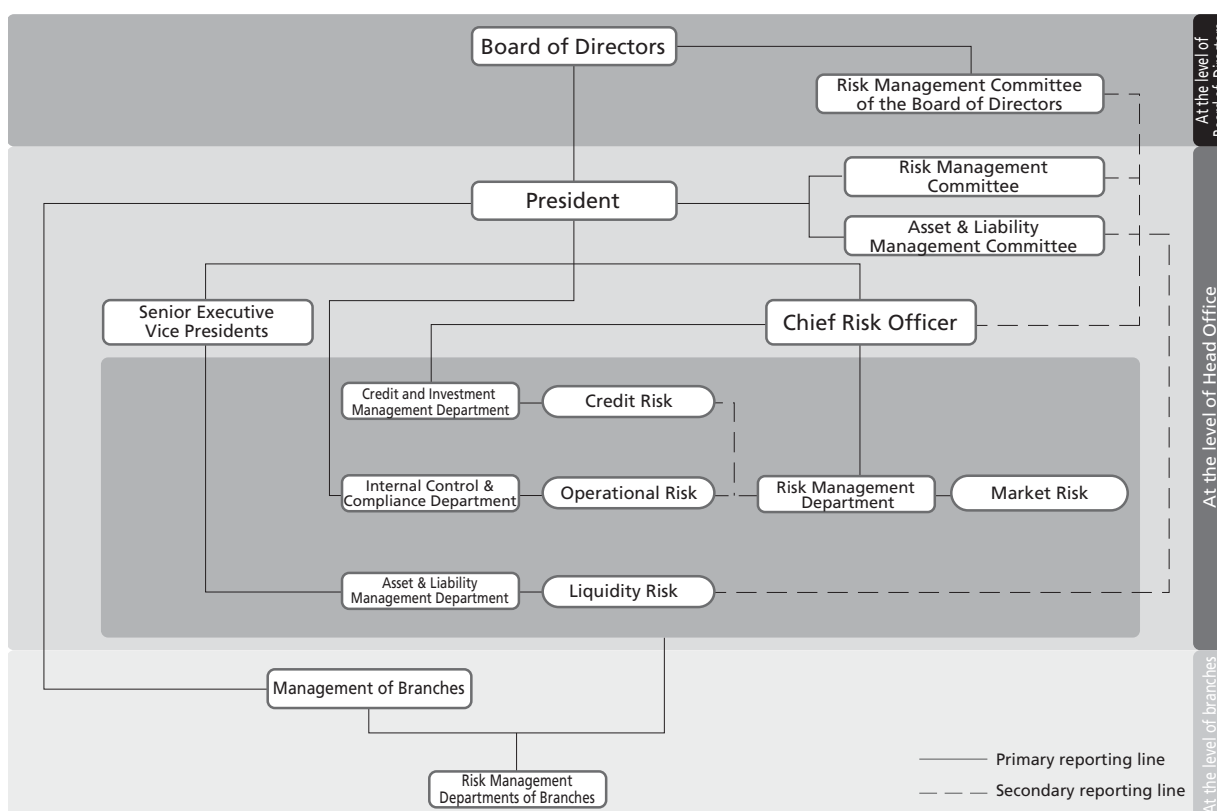 Board of Directors
Risk Management Committee
of the Board of Directors
At the level of
President
Risk Management
Committee
Asset & Liability
Management Committee
Senior Executive
Vice Presidents
Chief Risk Officer
Credit and Investment
Management Department
Credit Risk
Internal Control &
Compliance Department
Operational Risk
Risk Management
Department
Market Risk
Asset & Liability
Management Department
Liquidity Risk
At the level of Head Office
Management of Branches
Risk Management
Departments of Branches
Primary reporting line
Secondary reporting line
At the level of branches